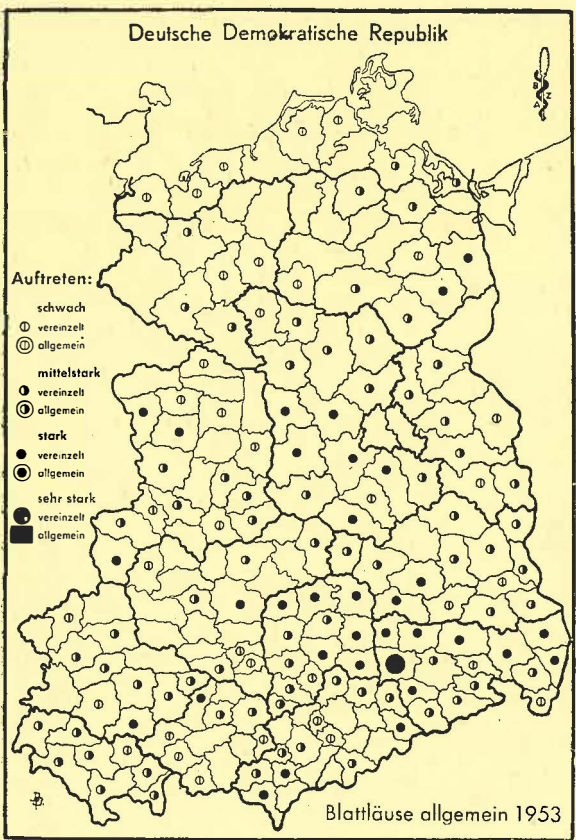 Deutsche Demokratische Republik
Auftreten:
schwach
vereinzelt
allgemein
mittelstark
vereinzelt
allgemein
stark
vereinzelt
allgemein
sehr stark
vereinzelt
allgemein
Blattläuse allgemein 1953